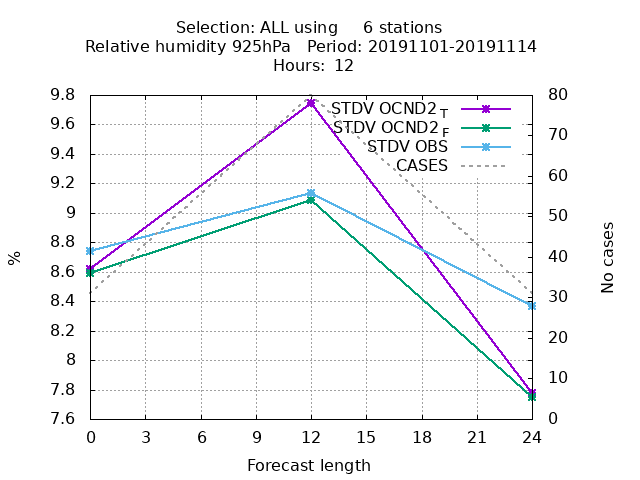 Selection: ALL using     6 stations
Relative humidity 925hPa   Period: 20191101-20191114
Hours: 12
STDV OCND2_T
STDV OCND2_F
STDV OBS
CASES
%
9.8
9.6
9.4
9.2
9
8.8
8.6
8.4
8.2
8
7.8
7.6
80
70
60
50
40
30
20
10
0
No cases
0 3 6 9 12 15 18 21 24
Forecast length